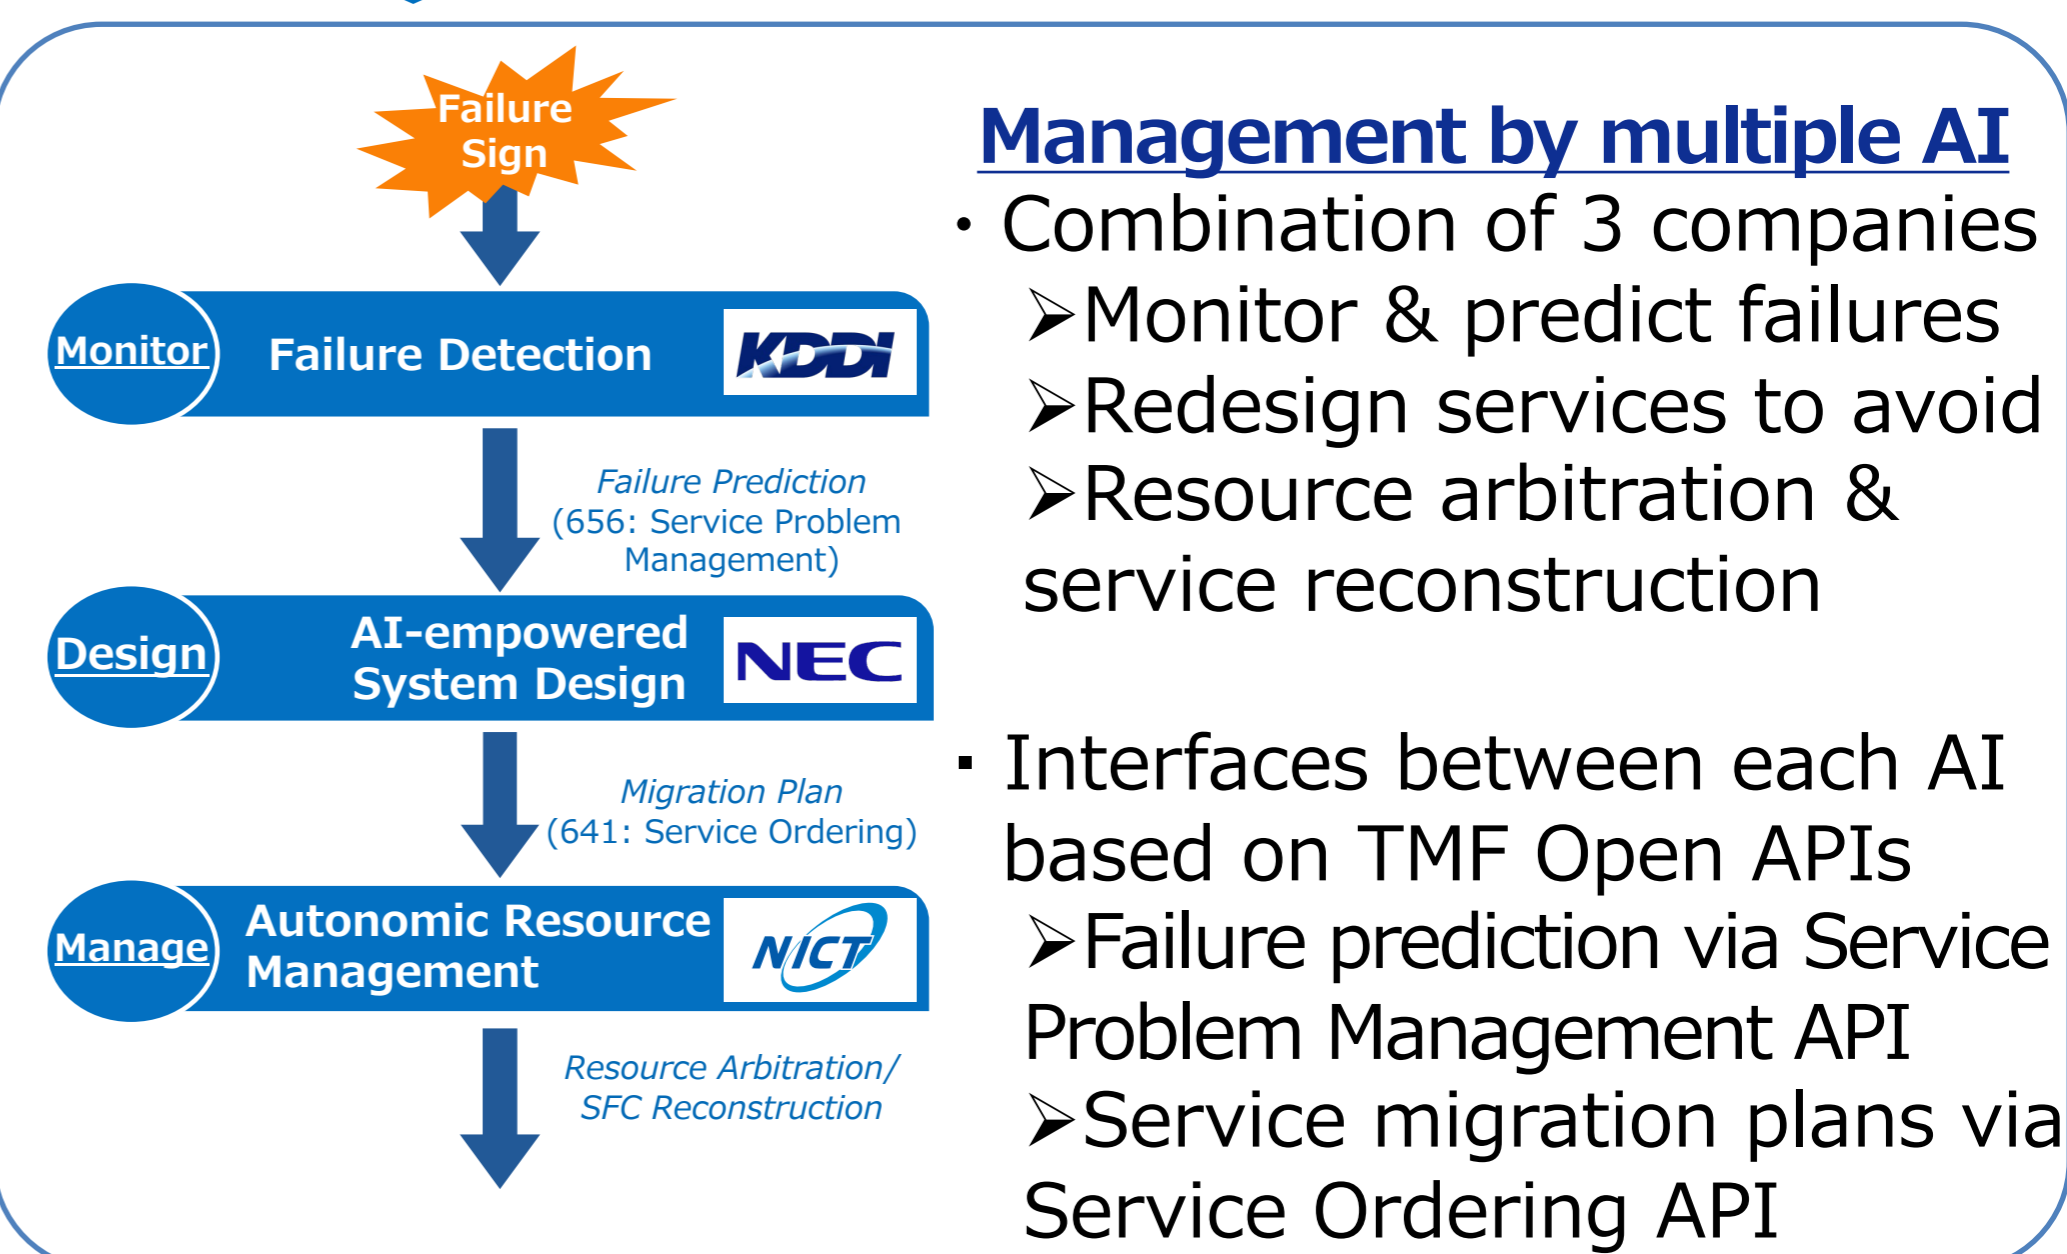 Failure
Sign
Monitor
Failure Detection
KDDI
Failure Prediction
(656: Service Problem
Management)
Design
AI-empowered
System Design
NEC
Migration Plan
(641: Service Ordering)
Manage
Autonomic Resource
Management
NICT
Resource Arbitration/
SFC Reconstruction
Management by multiple AI
・Combination of 3 companies
➢Monitor & predict failures
➢Redesign services to avoid
➢Resource arbitration &
service reconstruction
▪ Interfaces between each AI
based on TMF Open APIs
➢Failure prediction via Service
Problem Management API
➢Service migration plans via
Service Ordering API